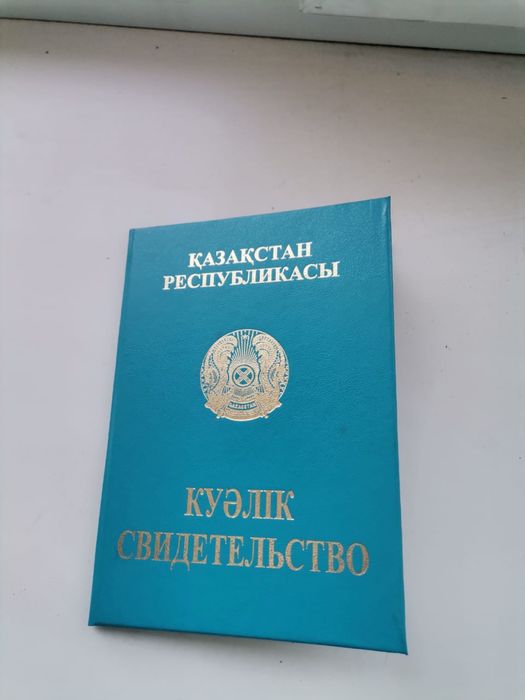 ҚАЗАҚСТАН
РЕСПУБЛИКАСЫ
QAZAQSTAN
КУӘЛІК
СВИДЕТЕЛЬСТВО